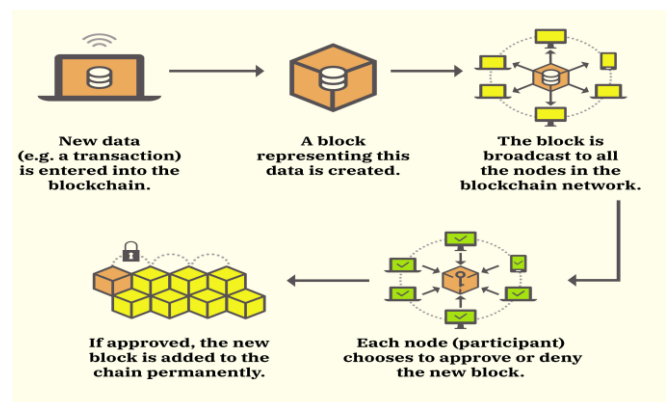 New data
(e.g. a transaction)
is entered into the
blockchain.
A block
representing this
data is created.
The block is
broadcast to all
the nodes in the
blockchain network.
If approved, the new
block is added to the
chain permanently.
Each node (participant)
chooses to approve or deny
the new block.